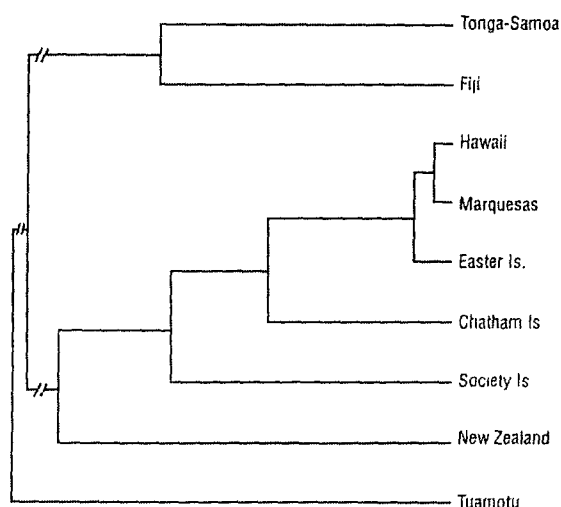 Tonga-Samoa
Fiji
Hawaii
Marquesas
Easter Is.
Chatham Is
Society Is
New Zealand
Tuamotu